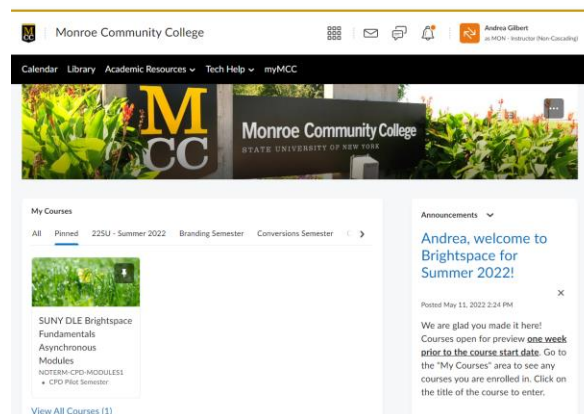 MCC
Monroe Community College
Andrea Gilbert
as MON - Instructor (Non-Cascading)
Calendar Library Academic Resources Tech Help myMCC
M
CC
Monroe Community College
STATE UNIVERSITY OF NEW YORK
My Courses
All Pinned 22SU - Summer 2022 Branding Semester Conversions Semester
SUNY DLE Brightspace
Fundamentals
Asynchronous
Modules
NOTERM-CPD-MODULES1
• CPD Pilot Semester
View All Courses (1)
Announcements
Andrea, welcome to
Brightspace for
Summer 2022!
Posted May 11, 2022 2:24 PM
We are glad you made it here!
Courses open for preview one week
prior to the course start date. Go to
the "My Courses" area to see any
courses you are enrolled in. Click on
the title of the course to enter.